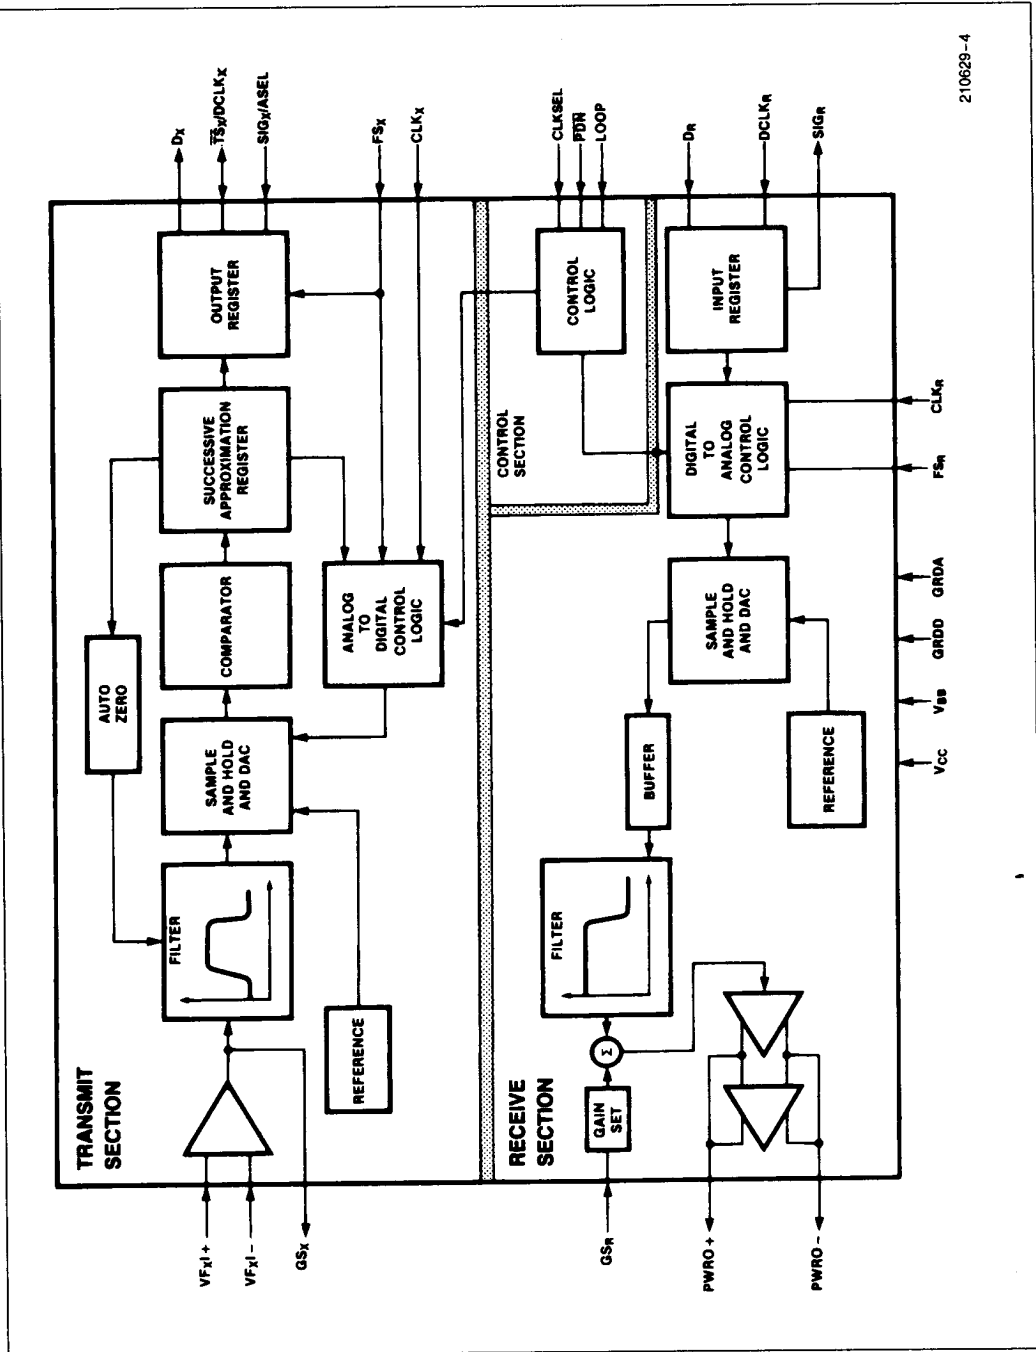 TRANSMIT
SECTION
VFXI+
VFXI−
GSX
FILTER
REFERENCE
AUTO
ZERO
SAMPLE
AND HOLD
AND DAC
COMPARATOR
SUCCESSIVE
APPROXIMATION
REGISTER
OUTPUT
REGISTER
ANALOG
TO
DIGITAL
CONTROL
LOGIC
DX
TSX/DCLKX
SIGX/ASEL
FSX
CLKX
CONTROL
SECTION
CONTROL
LOGIC
CLKSEL
PDN
LOOP
RECEIVE
SECTION
GSR
GAIN
SET
Σ
FILTER
BUFFER
SAMPLE
AND HOLD
AND DAC
DIGITAL
TO
ANALOG
CONTROL
LOGIC
INPUT
REGISTER
DR
DCLKR
SIGR
REFERENCE
PWRO+
PWRO−
VCC
VBB
GRDD
GRDA
FSR
CLKR
210629-4